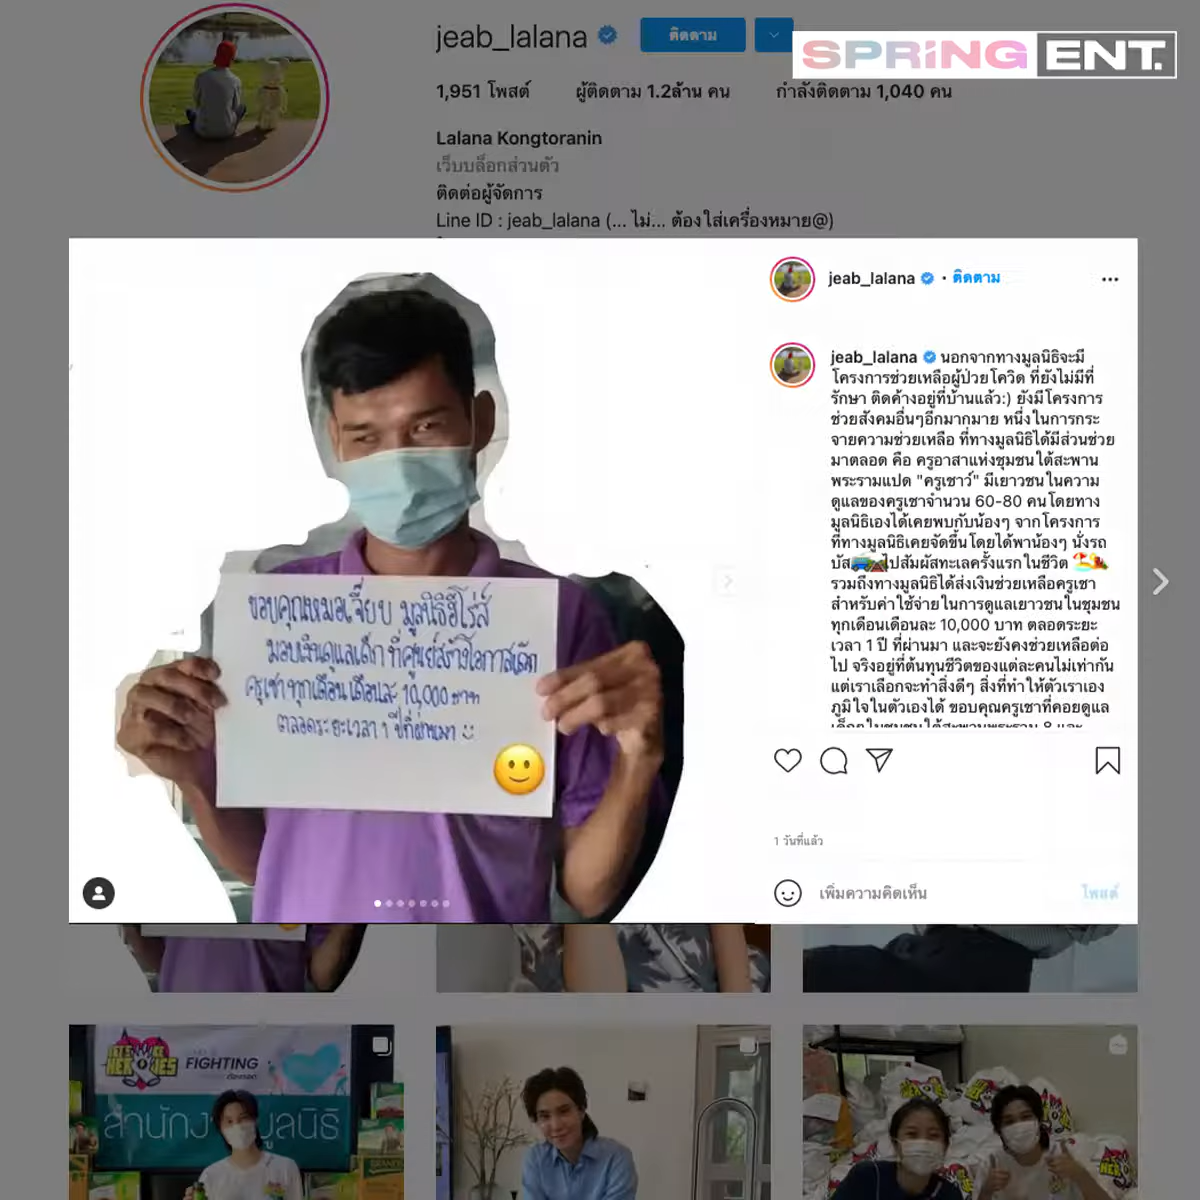 jeab_lalana
ติดตาม
SPRiNG ENT.
1,951 โพสต์ ผู้ติดตาม 1.2ล้าน คน กำลังติดตาม 1,040 คน
Lalana Kongtoranin
เว็บบล็อกส่วนตัว
ติดต่อผู้จัดการ
Line ID : jeab_lalana (... ไม่... ต้องใส่เครื่องหมาย@)
jeab_lalana • ติดตาม
jeab_lalana นอกจากทางมูลนิธิจะมี
โครงการช่วยเหลือผู้ป่วยโควิด ที่ยังไม่มีที่
รักษา ติดค้างอยู่ที่บ้านแล้ว:) ยังมีโครงการ
ช่วยสังคมอื่นๆอีกมากมาย หนึ่งในการกระ
จายความช่วยเหลือ ที่ทางมูลนิธิได้มีส่วนช่วย
มาตลอด คือ ครูอาสาแห่งชุมชนใต้สะพาน
พระรามแปด "ครูเชาว์" มีเยาวชนในความ
ดูแลของครูเชาจำนวน 60-80 คนโดยทาง
มูลนิธิเองได้เคยพบกับน้องๆ จากโครงการ
ที่ทางมูลนิธิเคยจัดขึ้นโดยได้พาน้องๆ นั่งรถ
บัส🚌🏞ไปสัมผัสทะเลครั้งแรกในชีวิต
รวมถึงทางมูลนิธิได้ส่งเงินช่วยเหลือครูเชา
สำหรับค่าใช้จ่ายในการดูแลเยาวชนในชุมชน
ทุกเดือนเดือนละ 10,000 บาท ตลอดระยะ
เวลา 1 ปี ที่ผ่านมา และจะยังคงช่วยเหลือต่อ
ไป จริงอยู่ที่ต้นทุนชีวิตของแต่ละคนไม่เท่ากัน
แต่เราเลือกจะทำสิ่งดีๆ สิ่งที่ทำให้ตัวเราเอง
ภูมิใจในตัวเองได้ ขอบคุณครูเชาที่คอยดูแล
เด็กๆในชุมชนใต้สะพานพระราม 8 และ
1 วันที่แล้ว
เพิ่มความคิดเห็น
โพสต์
ขอบคุณหมอเจี๊ยบ มูลนิธิฮีโร่ส์
มอบเงินดูแลเด็ก ที่ศูนย์สร้างโอกาสเด็ก
ครูเชา ทุกเดือน เดือนละ 10,000 บาท
ตลอดระยะเวลา 1 ปีที่ผ่านมา
FIGHTING
สำนักงานมูลนิธิ